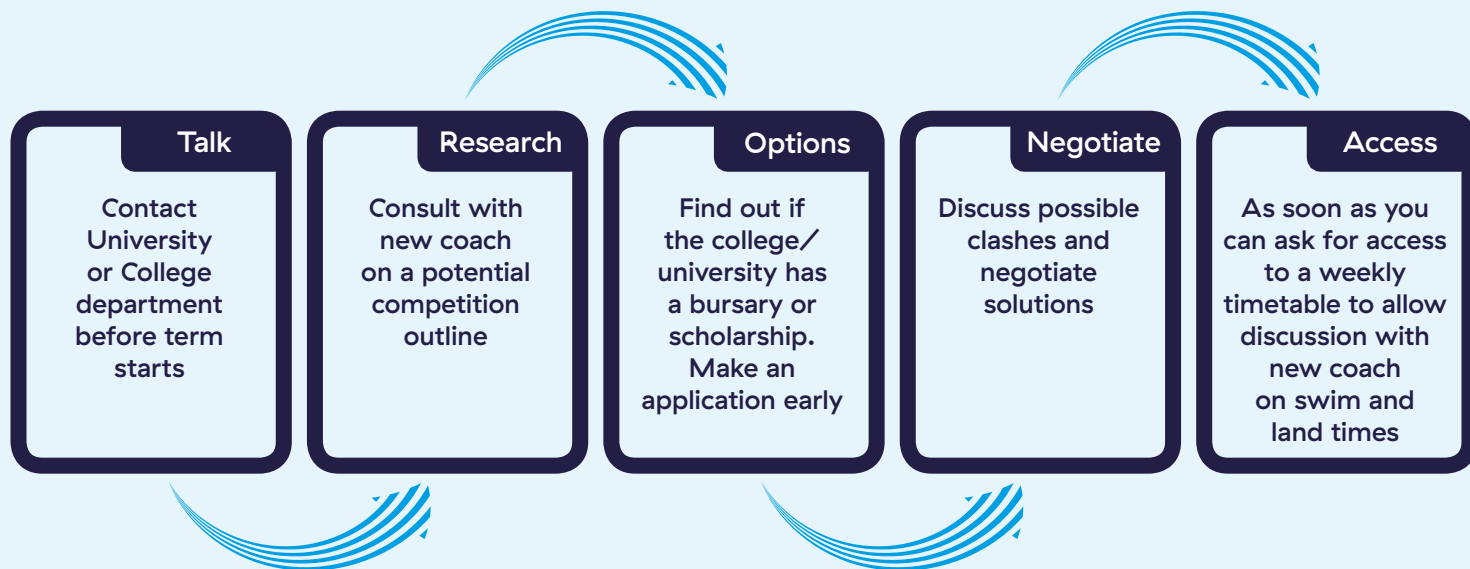 Talk
Contact
University
or College
department
before term
starts
Research
Consult with
new coach
on a potential
competition
outline
Options
Find out if
the college/
university has
a bursary or
scholarship.
Make an
application early
Negotiate
Discuss possible
clashes and
negotiate
solutions
Access
As soon as you
can ask for access
to a weekly
timetable to allow
discussion with
new coach
on swim and
land times